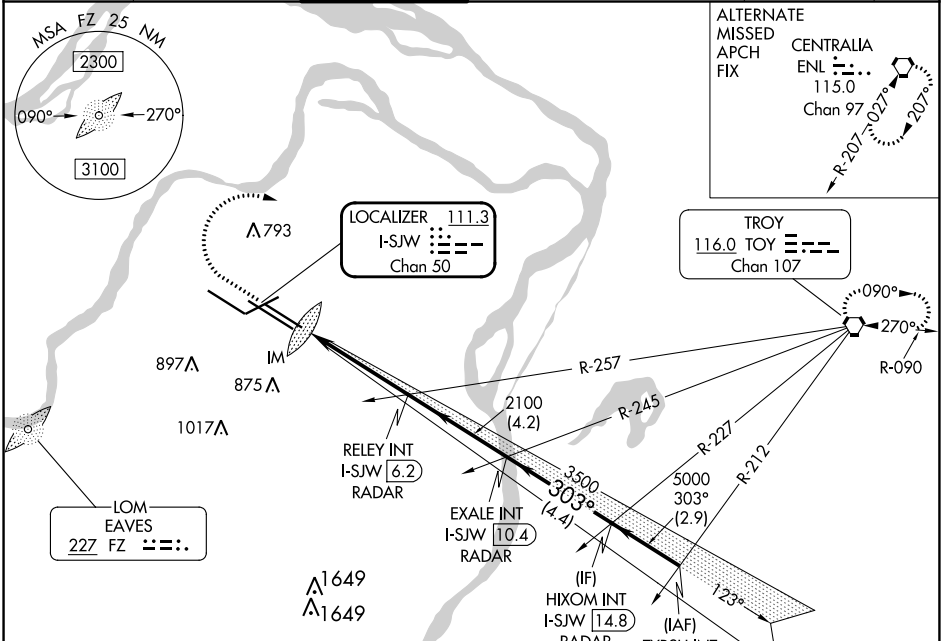 MSA FZ 25 NM
2300
090°
270°
3100
ALTERNATE
MISSED
APCH
FIX
CENTRALIA
ENL
115.0
Chan 97
R-207
027°
207°
793
LOCALIZER 111.3
I-SJW
Chan 50
TROY
116.0 TOY
Chan 107
090°
270°
R-090
IM
897
875
1017
R-257
R-245
R-227
R-212
2100
(4.2)
RELEY INT
I-SJW 6.2
RADAR
3500
303°
(4.4)
5000
303°
(2.9)
EXALE INT
I-SJW 10.4
RADAR
LOM
EAVES
227 FZ
1649
1649
(IF)
HIXOM INT
I-SJW 14.8
RADAR
(IAF)
123°